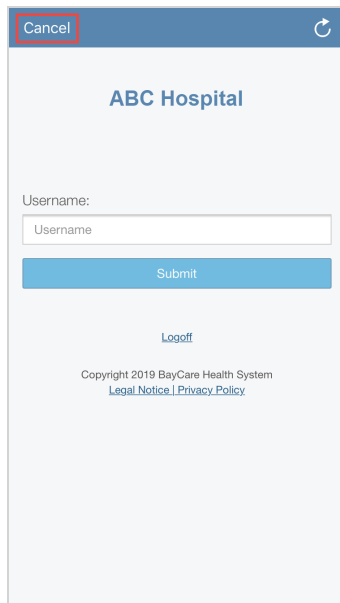 Cancel
ABC Hospital
Username:
Username
Submit
Logoff
Copyright 2019 BayCare Health System
Legal Notice | Privacy Policy